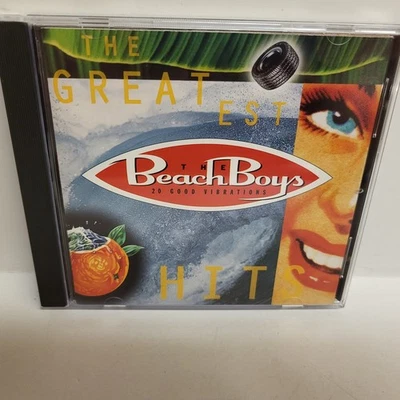 THE
GREAT
EST
THE
Beach Boys
20 GOOD VIBRATIONS
HITS